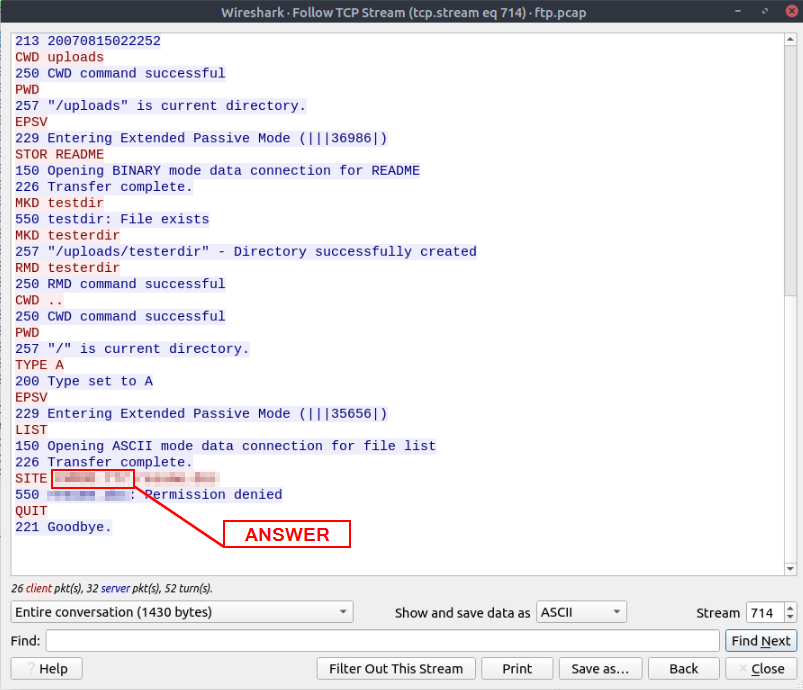 Wireshark · Follow TCP Stream (tcp.stream eq 714) · ftp.pcap
213 20070815022252
CWD uploads
250 CWD command successful
PWD
257 "/uploads" is current directory.
EPSV
229 Entering Extended Passive Mode (|||36986|)
STOR README
150 Opening BINARY mode data connection for README
226 Transfer complete.
MKD testdir
550 testdir: File exists
MKD testerdir
257 "/uploads/testerdir" - Directory successfully created
RMD testerdir
250 RMD command successful
CWD ..
250 CWD command successful
PWD
257 "/" is current directory.
TYPE A
200 Type set to A
EPSV
229 Entering Extended Passive Mode (|||35656|)
LIST
150 Opening ASCII mode data connection for file list
226 Transfer complete.
SITE
550 : Permission denied
QUIT
221 Goodbye.
ANSWER
26 client pkt(s), 32 server pkt(s), 52 turn(s).
Entire conversation (1430 bytes) Show and save data as ASCII Stream 714
Find: Find Next
? Help Filter Out This Stream Print Save as... Back × Close